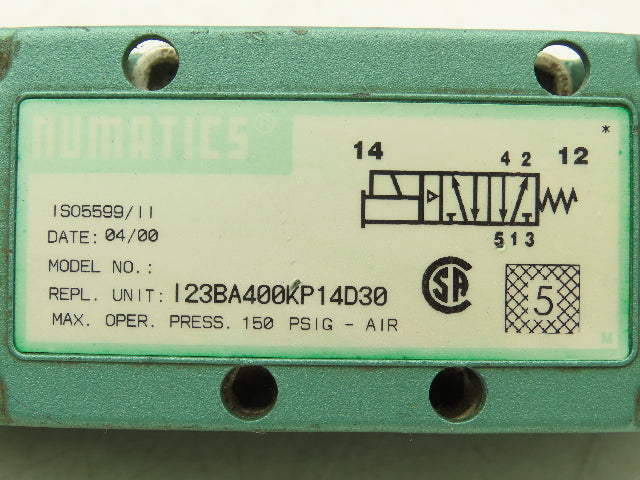 NUMATICS®
*
14 4 2 12
5 1 3
ISO5599/II
DATE: 04/00
MODEL NO.:
REPL. UNIT: I23BA400KP14D30
MAX. OPER. PRESS. 150 PSIG - AIR
SA
5
M